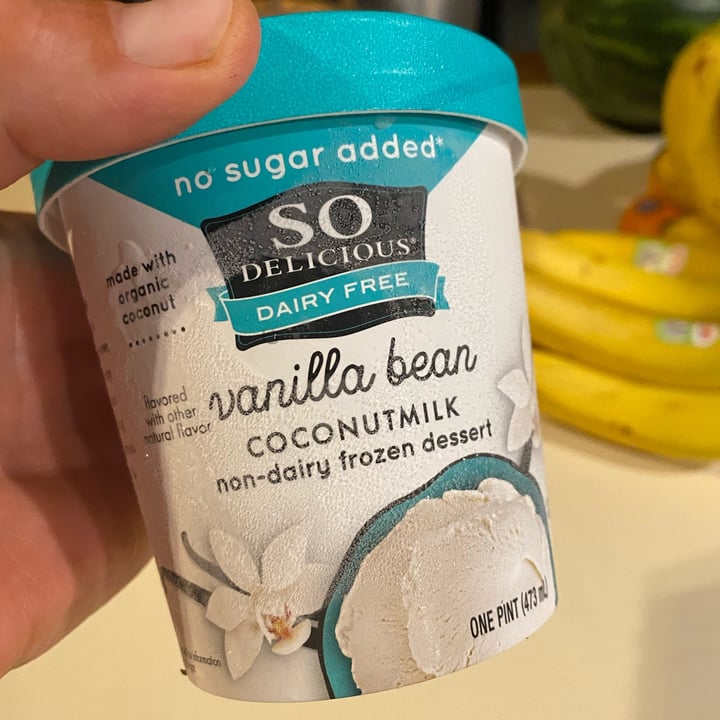 no sugar added*
SO
DELICIOUS®
DAIRY FREE
made with
organic
coconut
Flavored
with other
natural flavor
vanilla bean
COCONUTMILK
non-dairy frozen dessert
ONE PINT (473 mL)
information